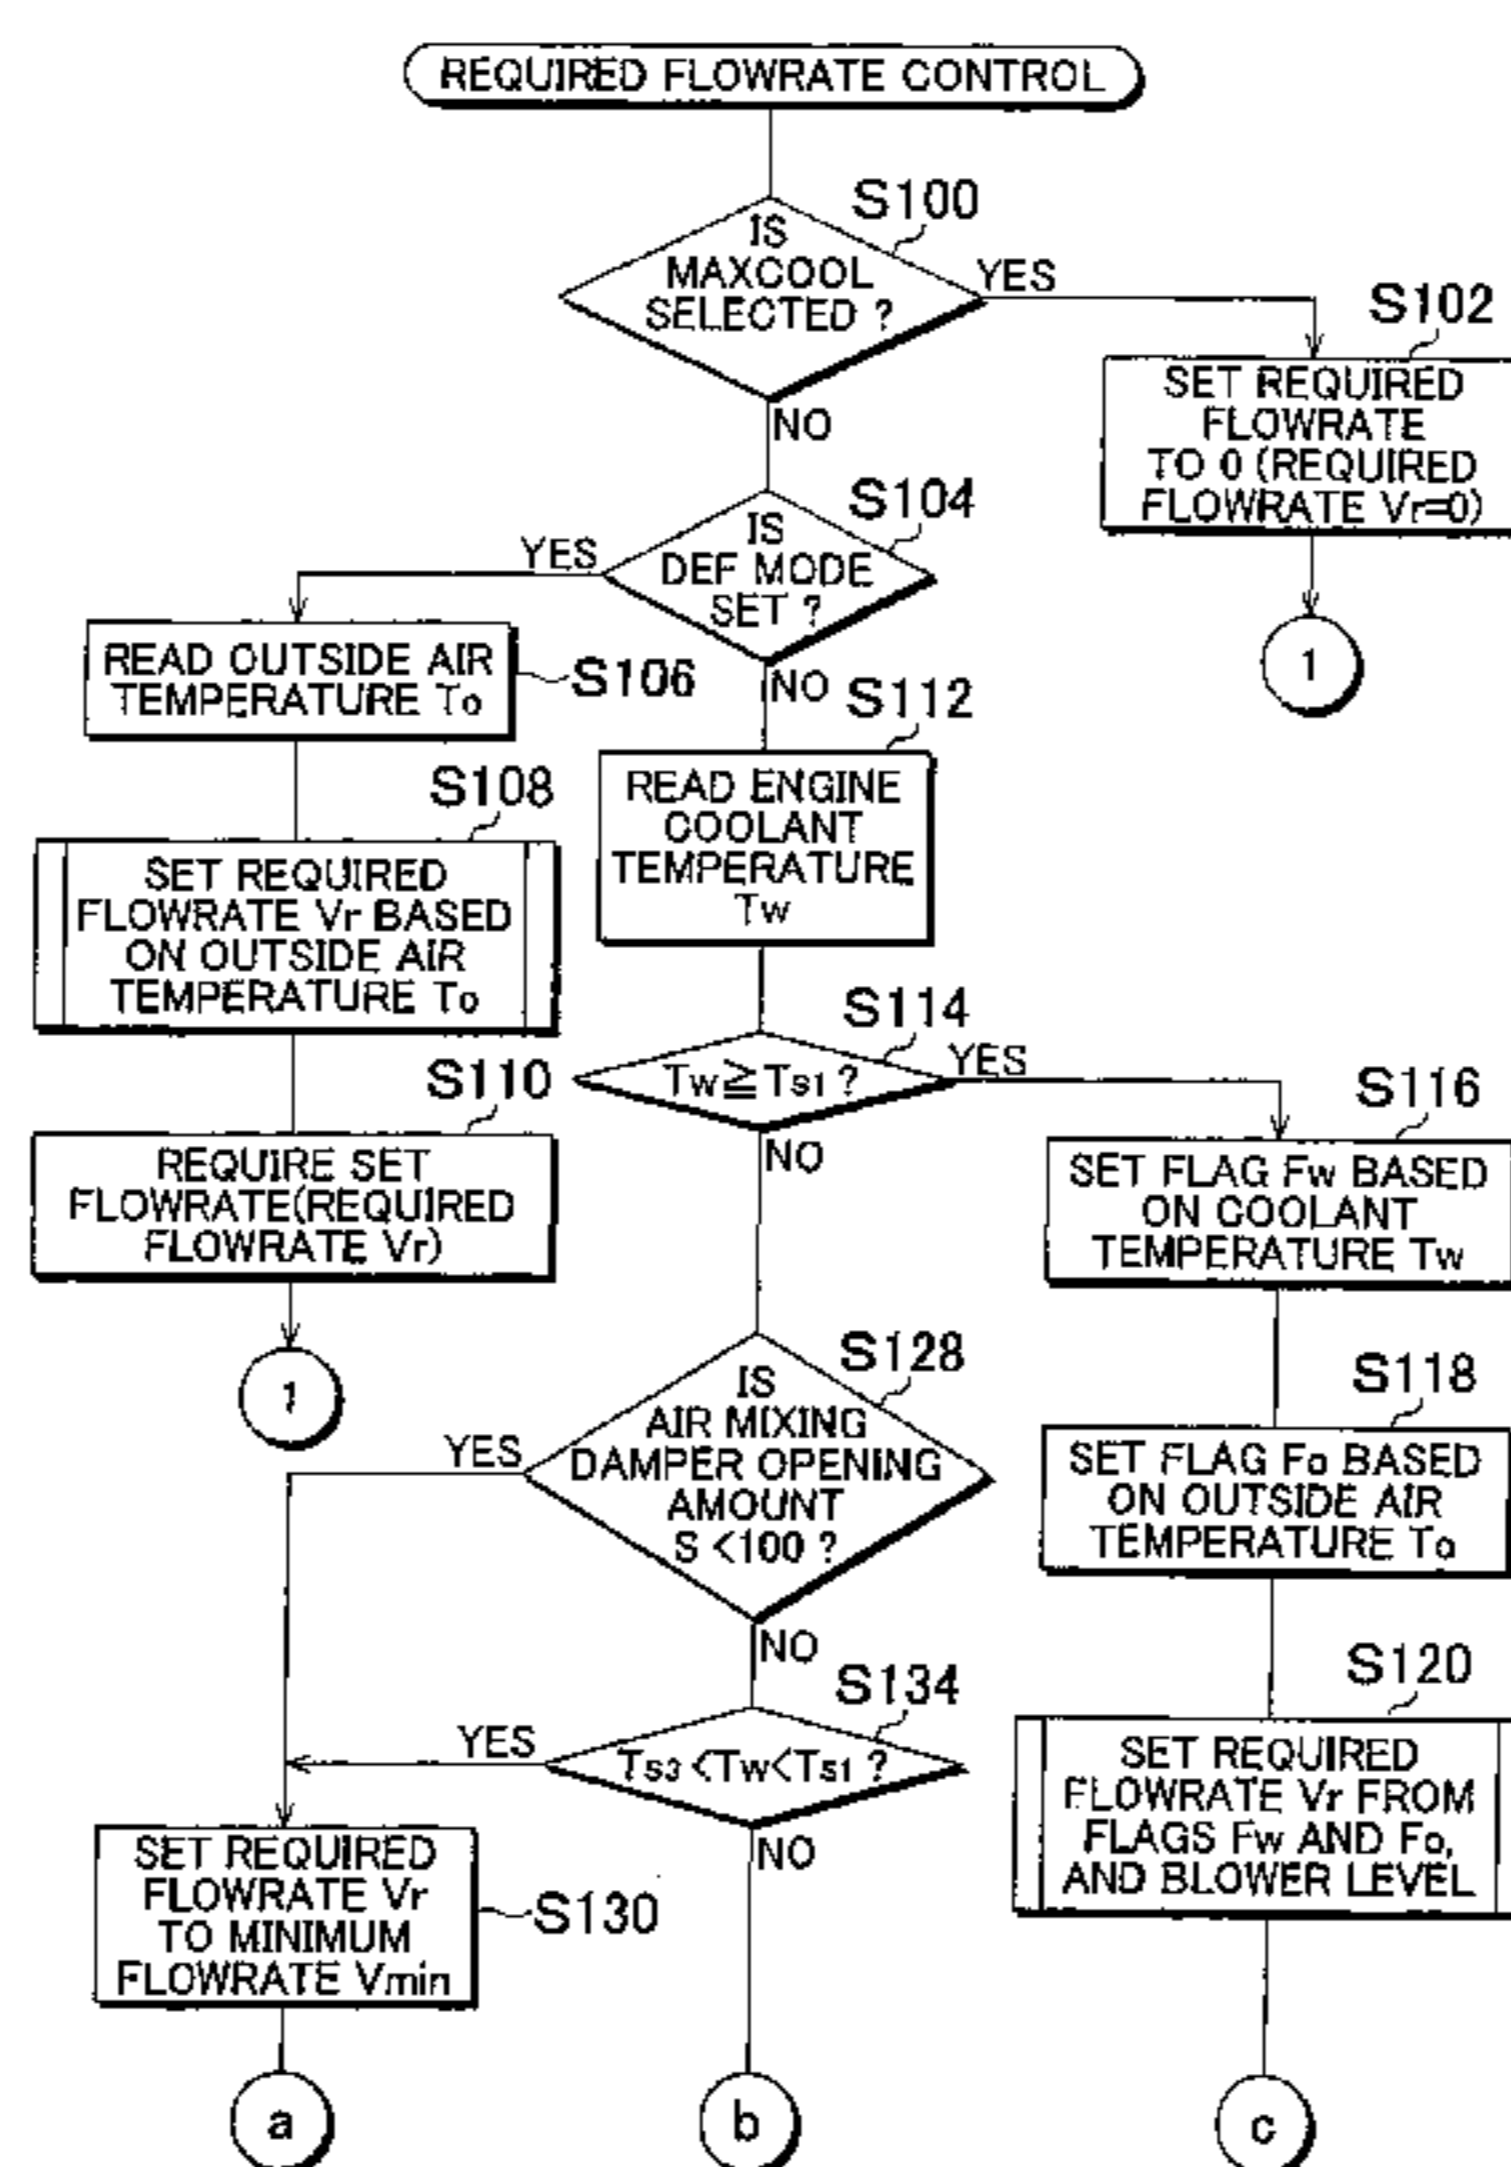 REQUIRED FLOWRATE CONTROL
S100
IS
MAXCOOL
SELECTED ?
YES
NO
S102
SET REQUIRED
FLOWRATE
TO 0 (REQUIRED
FLOWRATE Vr=0)
1
S104
IS
DEF MODE
SET ?
YES
NO
READ OUTSIDE AIR
TEMPERATURE To
S106
S108
SET REQUIRED
FLOWRATE Vr BASED
ON OUTSIDE AIR
TEMPERATURE To
S110
REQUIRE SET
FLOWRATE(REQUIRED
FLOWRATE Vr)
1
S112
READ ENGINE
COOLANT
TEMPERATURE
Tw
S114
Tw≧Ts1 ?
YES
NO
S116
SET FLAG Fw BASED
ON COOLANT
TEMPERATURE Tw
S118
SET FLAG Fo BASED
ON OUTSIDE AIR
TEMPERATURE To
S120
SET REQUIRED
FLOWRATE Vr FROM
FLAGS Fw AND Fo,
AND BLOWER LEVEL
S128
IS
AIR MIXING
DAMPER OPENING
AMOUNT
S <100 ?
YES
NO
S134
Ts3 <Tw<Ts1 ?
YES
NO
SET REQUIRED
FLOWRATE Vr
TO MINIMUM
FLOWRATE Vmin
S130
a
b
c